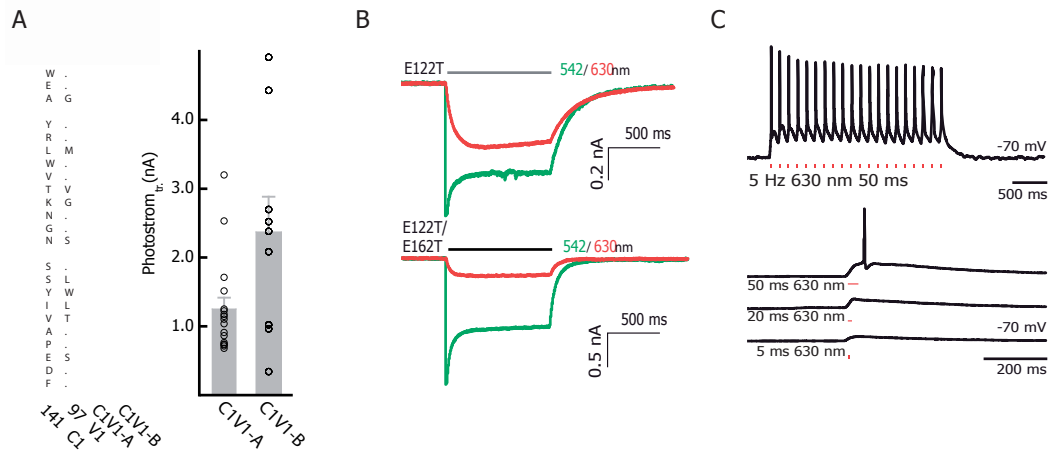 A
B
C
W .
E .
A G
Y .
R .
L M
W .
V .
T V
K G
N .
G .
N S
S .
S L
Y W
I L
V T
A .
P .
E S
D .
F .
141 C1
97 V1
C1V1-A
C1V1-B
Photostrom tr. (nA)
4.0
3.0
2.0
1.0
C1V1-A
C1V1-B
E122T
542/ 630nm
500 ms
0.2 nA
E122T/
E162T
542/ 630nm
500 ms
0.5 nA
-70 mV
5 Hz 630 nm 50 ms
500 ms
50 ms 630 nm
20 ms 630 nm
-70 mV
5 ms 630 nm
200 ms